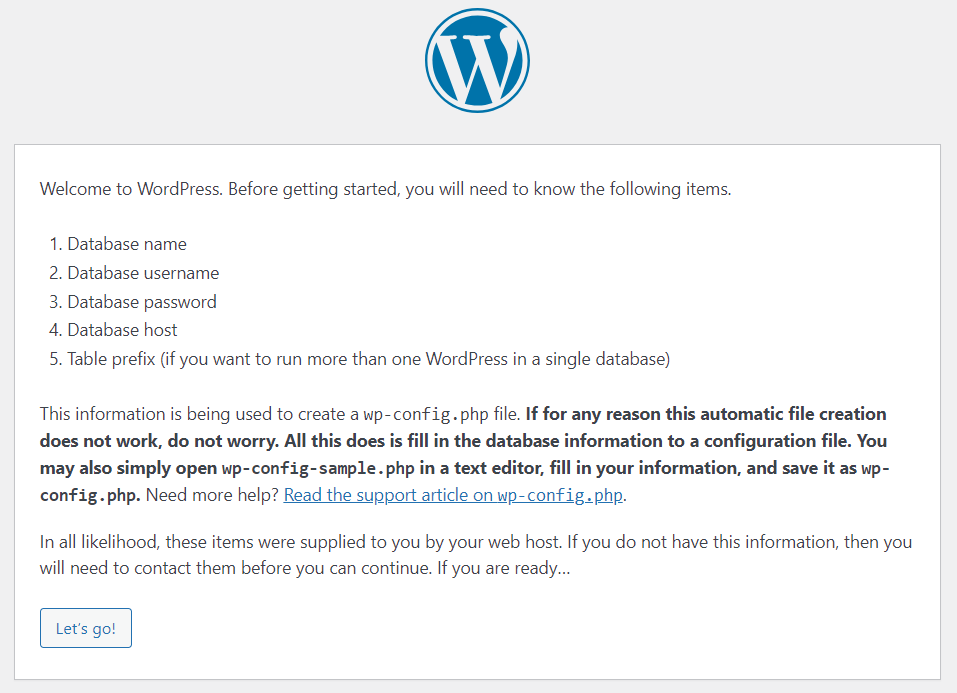 Welcome to WordPress. Before getting started, you will need to know the following items.
1. Database name
2. Database username
3. Database password
4. Database host
5. Table prefix (if you want to run more than one WordPress in a single database)
This information is being used to create a wp-config.php file. If for any reason this automatic file creation
does not work, do not worry. All this does is fill in the database information to a configuration file. You
may also simply open wp-config-sample.php in a text editor, fill in your information, and save it as wp-
config.php. Need more help? Read the support article on wp-config.php.
In all likelihood, these items were supplied to you by your web host. If you do not have this information, then you
will need to contact them before you can continue. If you are ready…
Let's go!